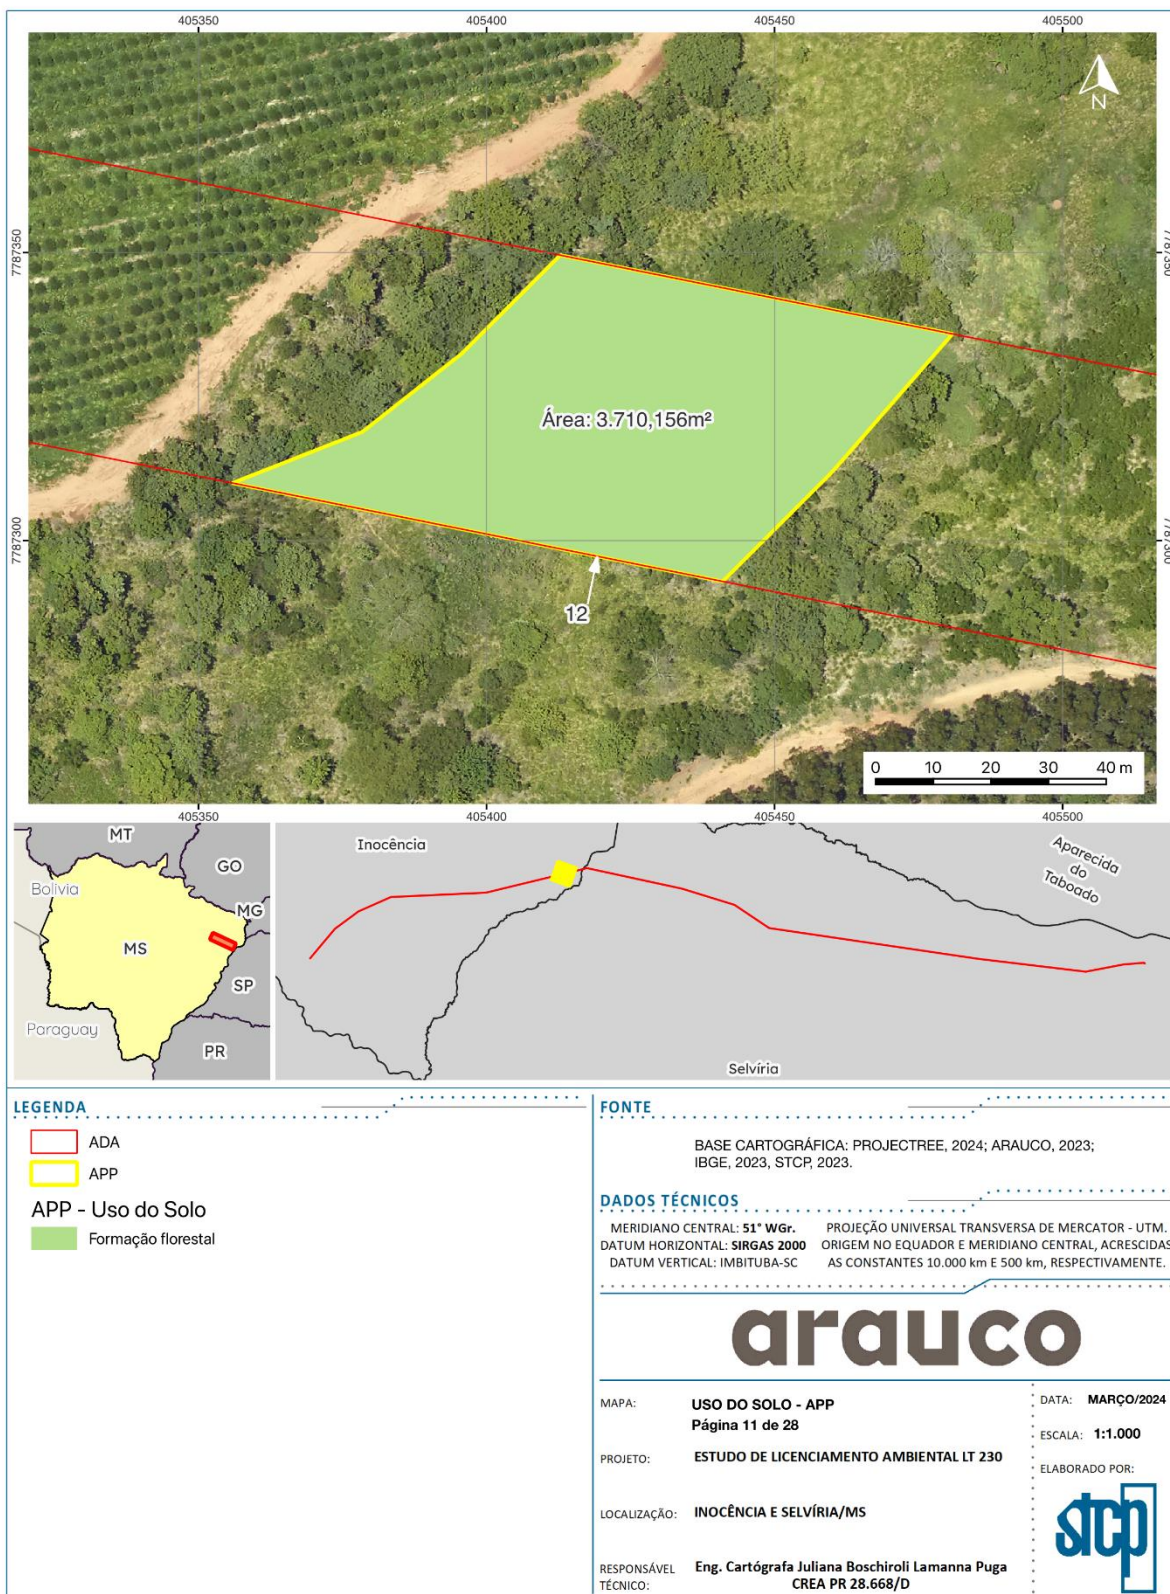 405350 405400 405450 405500
N
7787350 7787350
Área: 3.710,156m²
7787300 7787300
12
0 10 20 30 40 m
405350 405400 405450 405500
MT
GO
Bolivia
MG
MS
SP
Paraguay
PR
Inocência
Aparecida
do
Taboado
Selvíria
LEGENDA
ADA
APP
APP - Uso do Solo
Formação florestal
FONTE
BASE CARTOGRÁFICA: PROJECTREE, 2024; ARAUCO, 2023;
IBGE, 2023, STCP, 2023.
DADOS TÉCNICOS
MERIDIANO CENTRAL: 51° WGr.
DATUM HORIZONTAL: SIRGAS 2000
DATUM VERTICAL: IMBITUBA-SC
PROJEÇÃO UNIVERSAL TRANSVERSA DE MERCATOR - UTM.
ORIGEM NO EQUADOR E MERIDIANO CENTRAL, ACRESCIDAS
AS CONSTANTES 10.000 km E 500 km, RESPECTIVAMENTE.
arauco
MAPA: USO DO SOLO - APP
Página 11 de 28
PROJETO: ESTUDO DE LICENCIAMENTO AMBIENTAL LT 230
LOCALIZAÇÃO: INOCÊNCIA E SELVÍRIA/MS
RESPONSÁVEL
TÉCNICO:
Eng. Cartógrafa Juliana Boschiroli Lamanna Puga
CREA PR 28.668/D
DATA: MARÇO/2024
ESCALA: 1:1.000
ELABORADO POR:
stcp